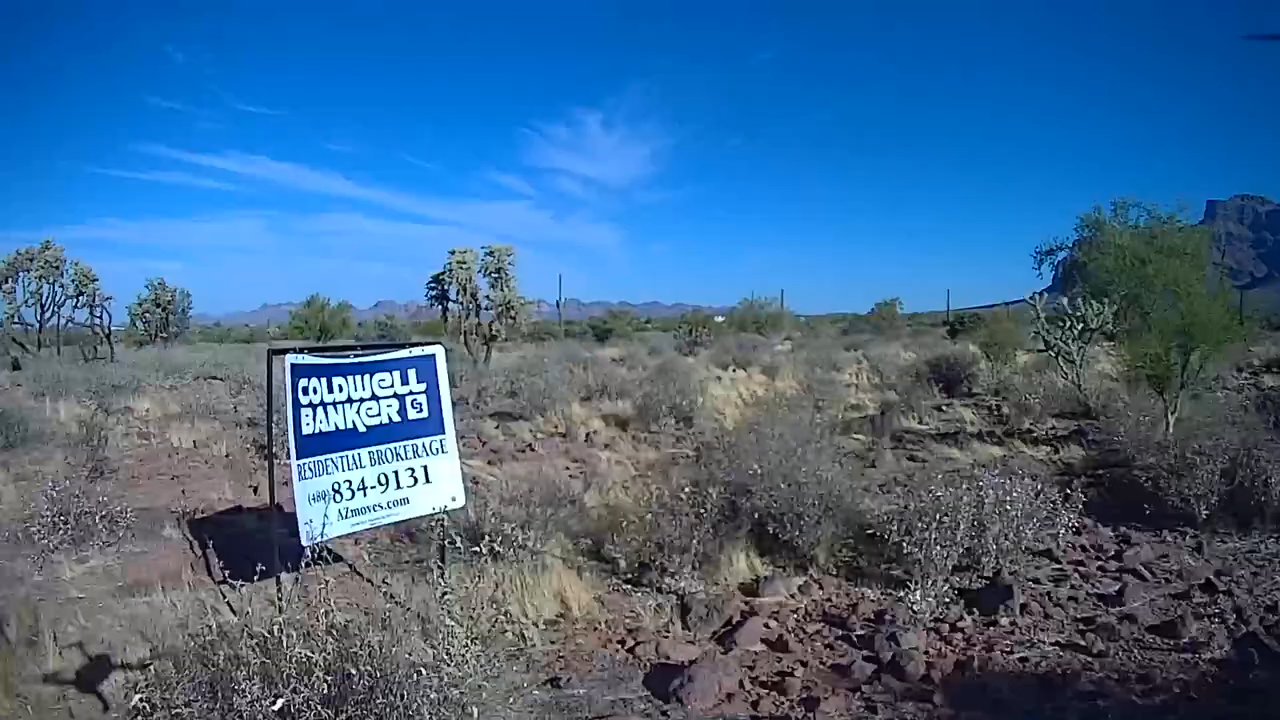 COLDWELL
BANKER
RESIDENTIAL BROKERAGE
(480) 834-9131
AZmoves.com